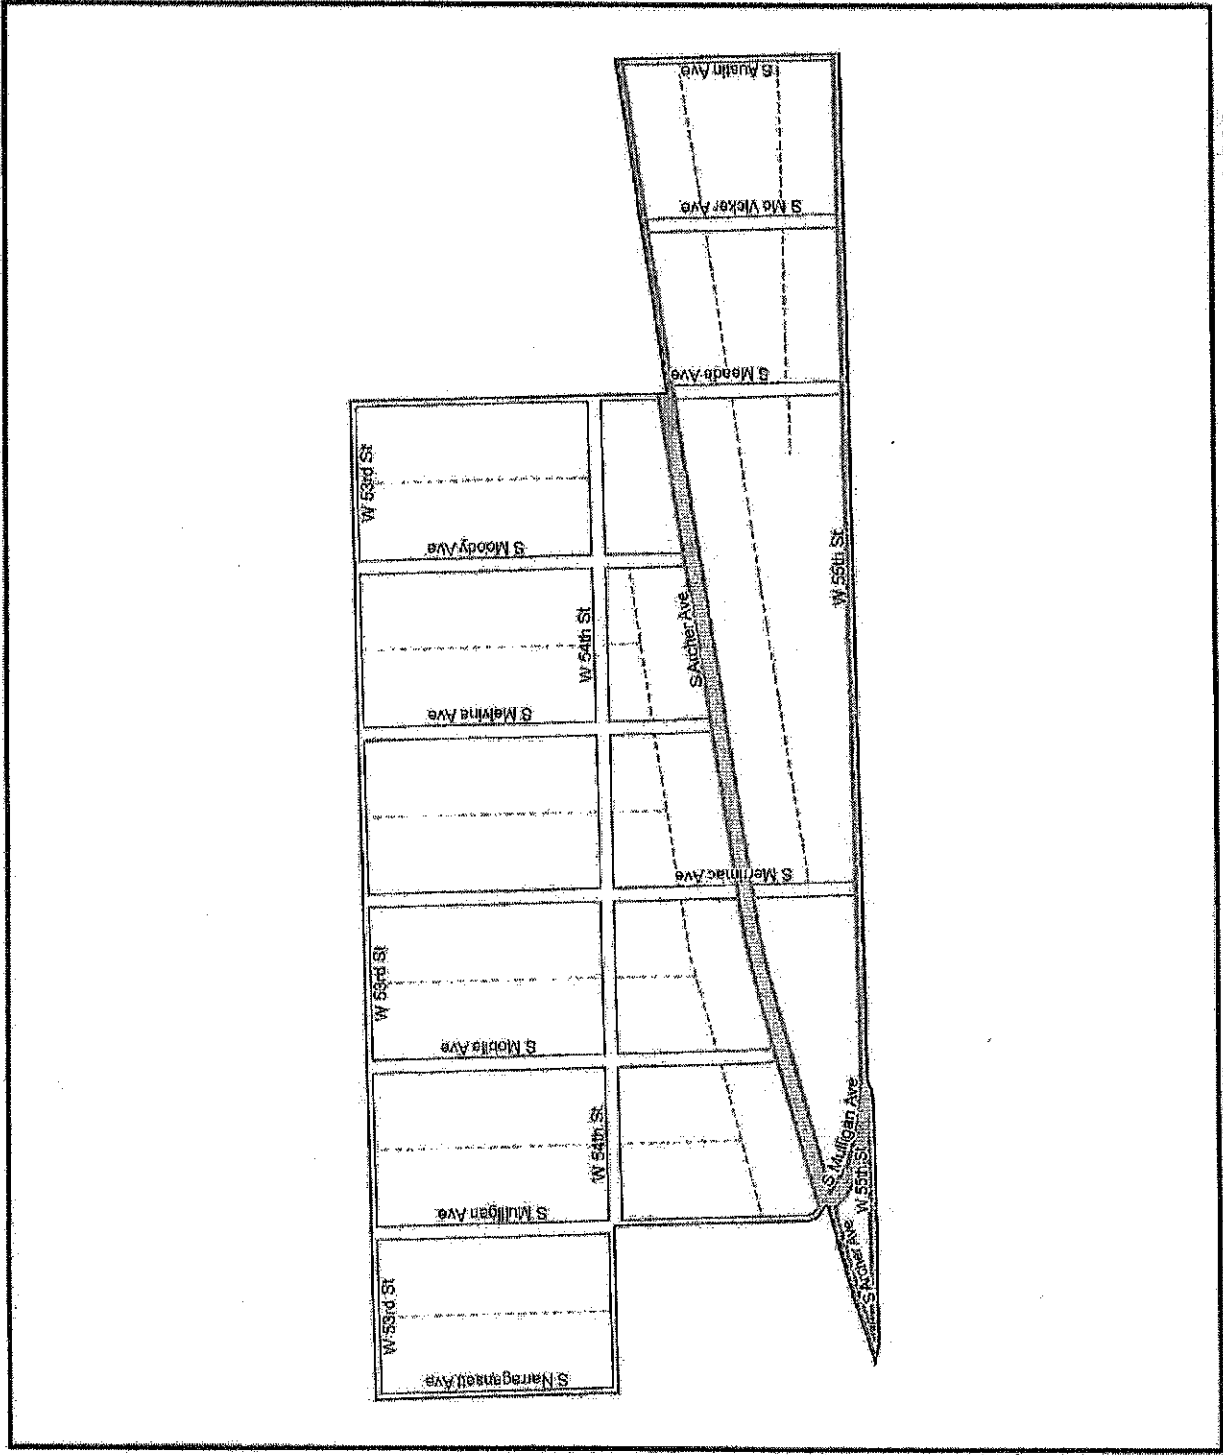 S Austin Ave
S Mc Vicker Ave
S Meade Ave
W 53rd St
S Moody Ave
W 55th St
W 54th St
S Archer Ave
S Melvina Ave
S Merrimac Ave
W 53rd St
S Mobile Ave
W 54th St
S Mulligan Ave
W 55th St
S Mulligan Ave
S Archer Ave
W 53rd St
S Narragansett Ave